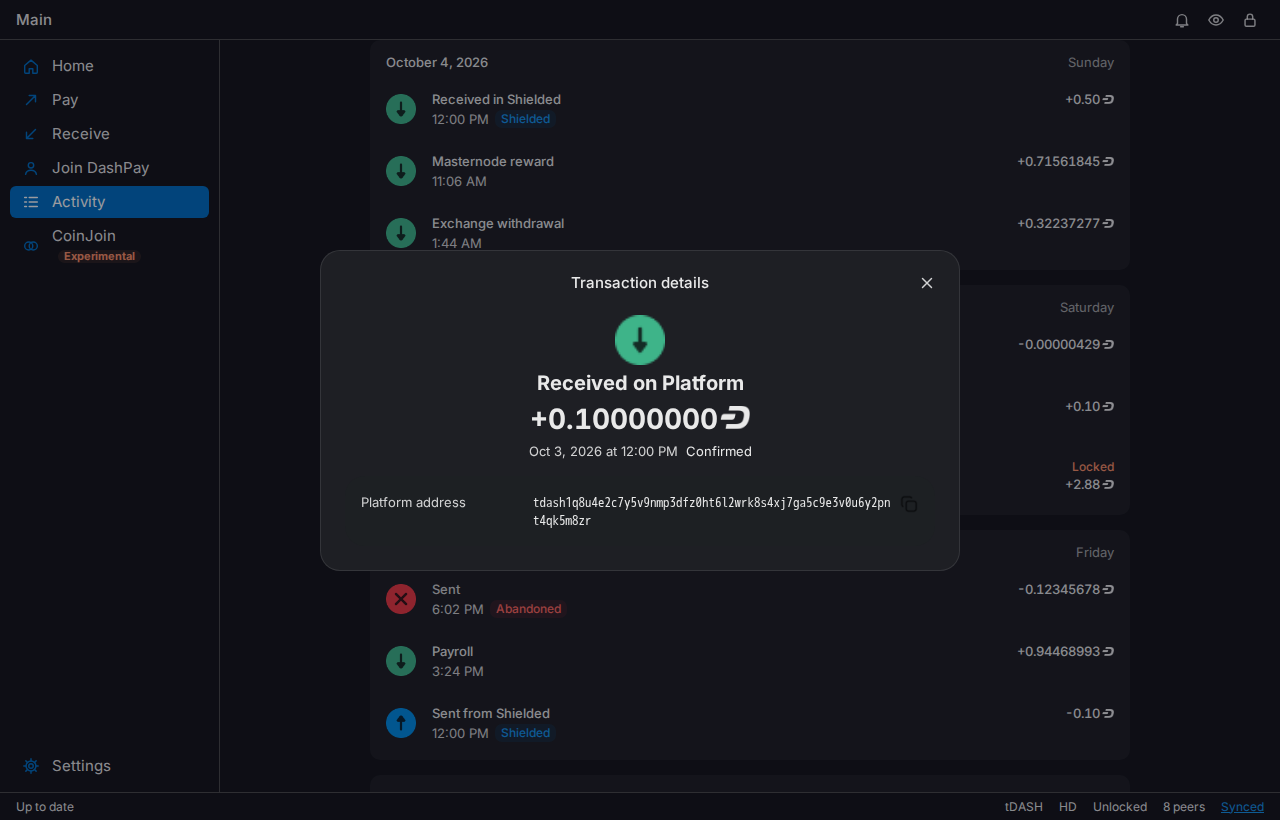 Main
Home
Pay
Receive
Join DashPay
Activity
CoinJoin
Experimental
Settings
October 4, 2026 Sunday
Received in Shielded +0.50
12:00 PM Shielded
Masternode reward +0.71561845
11:06 AM
Exchange withdrawal +0.32237277
1:44 AM
Saturday
-0.00000429
+0.10
Locked
+2.88
Transaction details
Received on Platform
+0.10000000
Oct 3, 2026 at 12:00 PM Confirmed
Platform address tdash1q8u4e2c7y5v9nmp3dfz0ht6l2wrk8s4xj7ga5c9e3v0u6y2pn
t4qk5m8zr
Friday
Sent -0.12345678
6:02 PM Abandoned
Payroll +0.94468993
3:24 PM
Sent from Shielded -0.10
12:00 PM Shielded
Up to date tDASH HD Unlocked 8 peers Synced